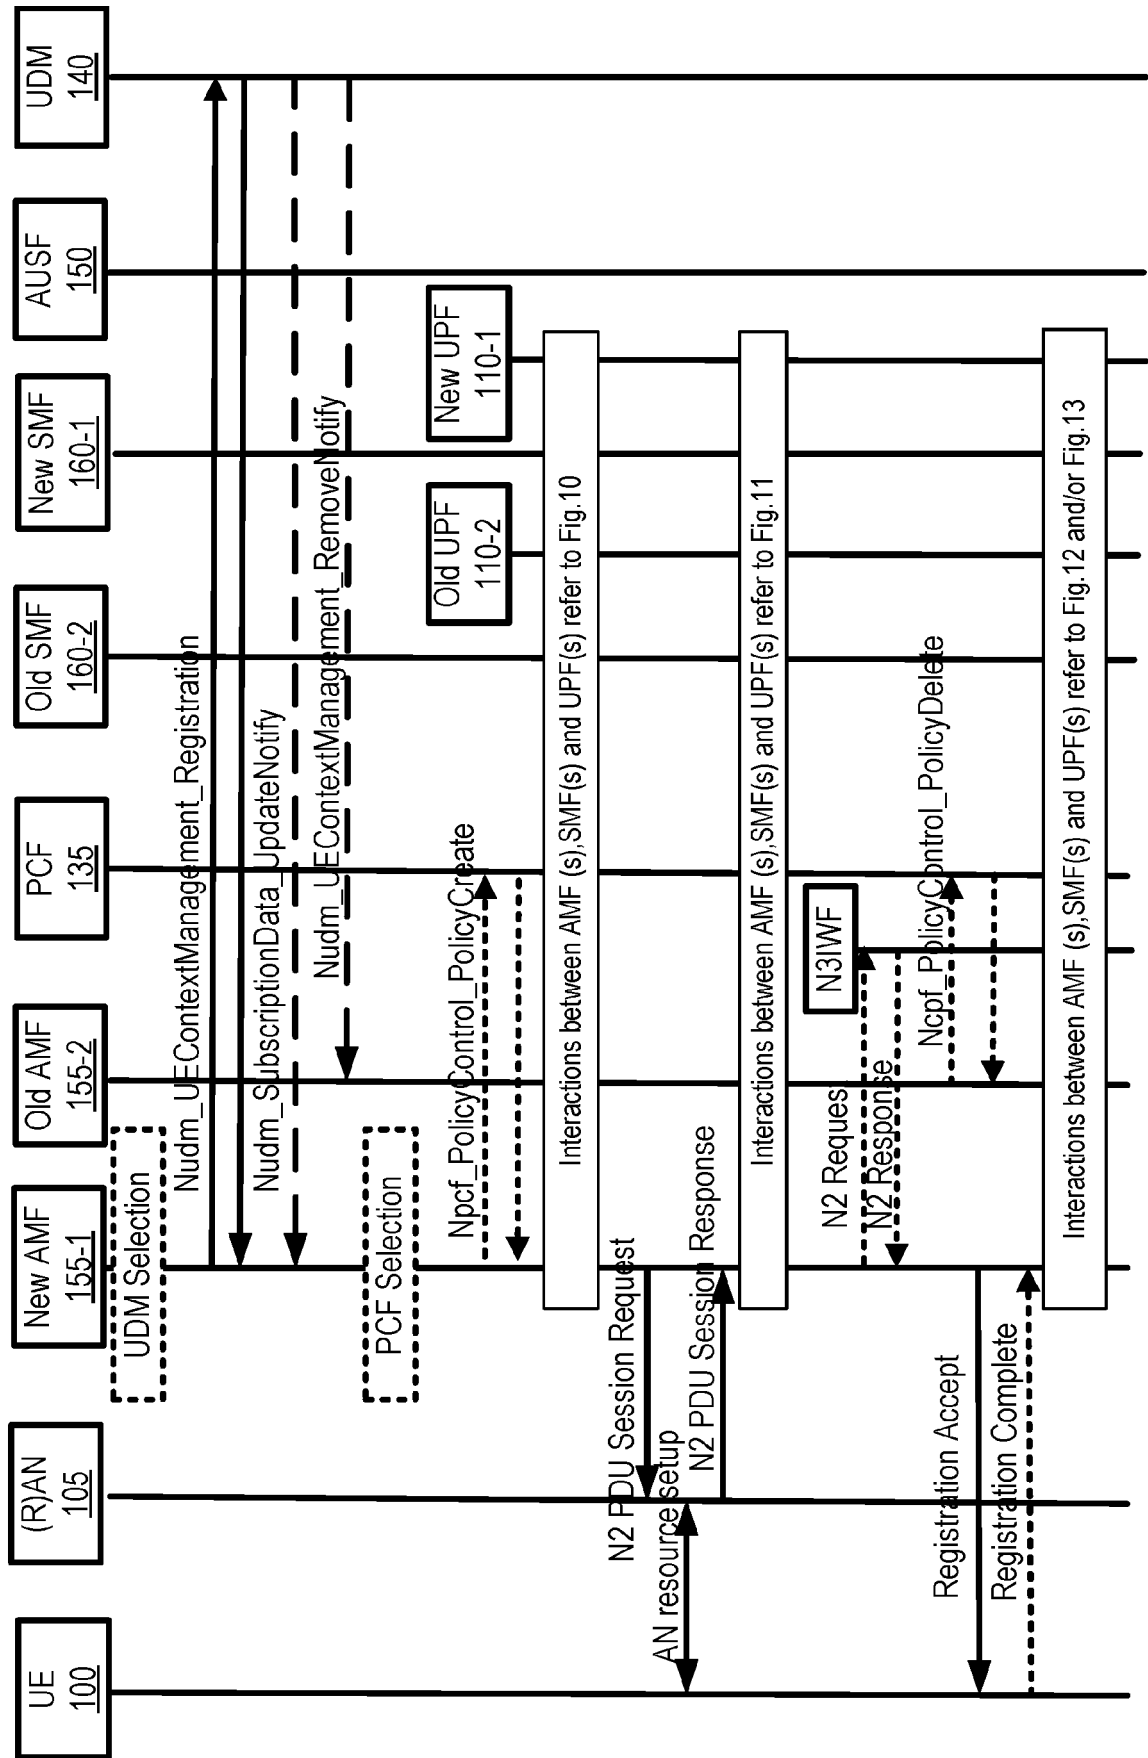 UE
100
(R)AN
105
New AMF
155-1
Old AMF
155-2
PCF
135
Old SMF
160-2
New SMF
160-1
AUSF
150
UDM
140
UDM Selection
Nudm_UEContextManagement_Registration
Nudm_SubscriptionData_UpdateNotify
Nudm_UEContextManagement_RemoveNotify
PCF Selection
Npcf_PolicyControl_PolicyCreate
Old UPF
110-2
New UPF
110-1
Interactions between AMF (s),SMF(s) and UPF(s) refer to Fig.10
N2 PDU Session Request
AN resource setup
N2 PDU Session Response
Interactions between AMF (s),SMF(s) and UPF(s) refer to Fig.11
N3IWF
N2 Request
N2 Response
Ncpf_PolicyControl_PolicyDelete
Registration Accept
Registration Complete
Interactions between AMF (s),SMF(s) and UPF(s) refer to Fig.12 and/or Fig.13